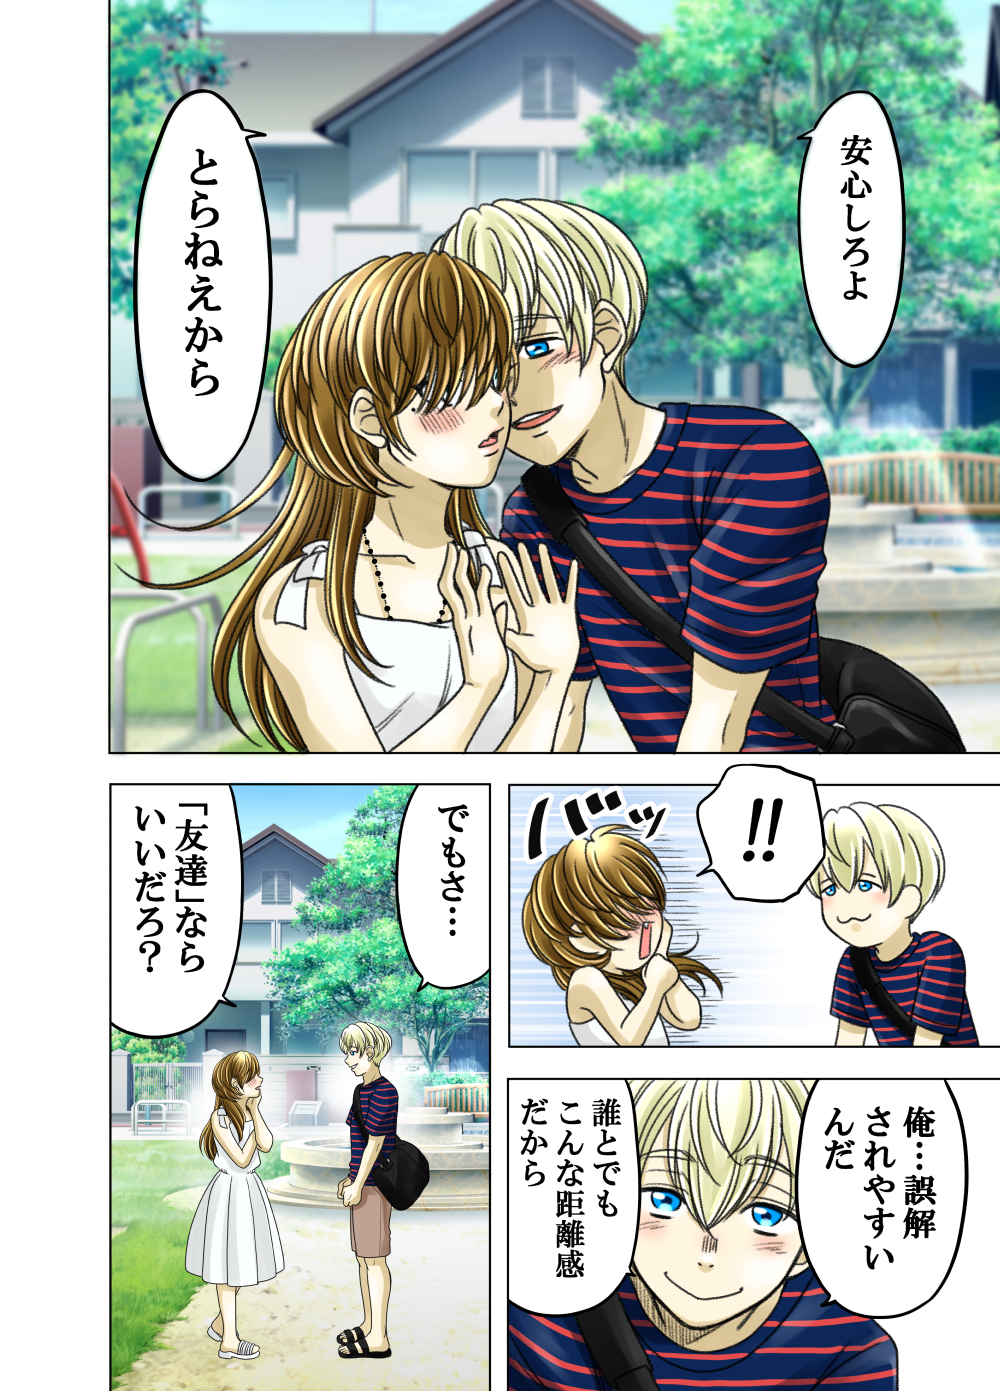 安心しろよ
とらねえから
!!
バッ
俺…誤解
されやすい
んだ
誰とでも
こんな距離感
だから
でもさ…
「友達」なら
いいだろ？